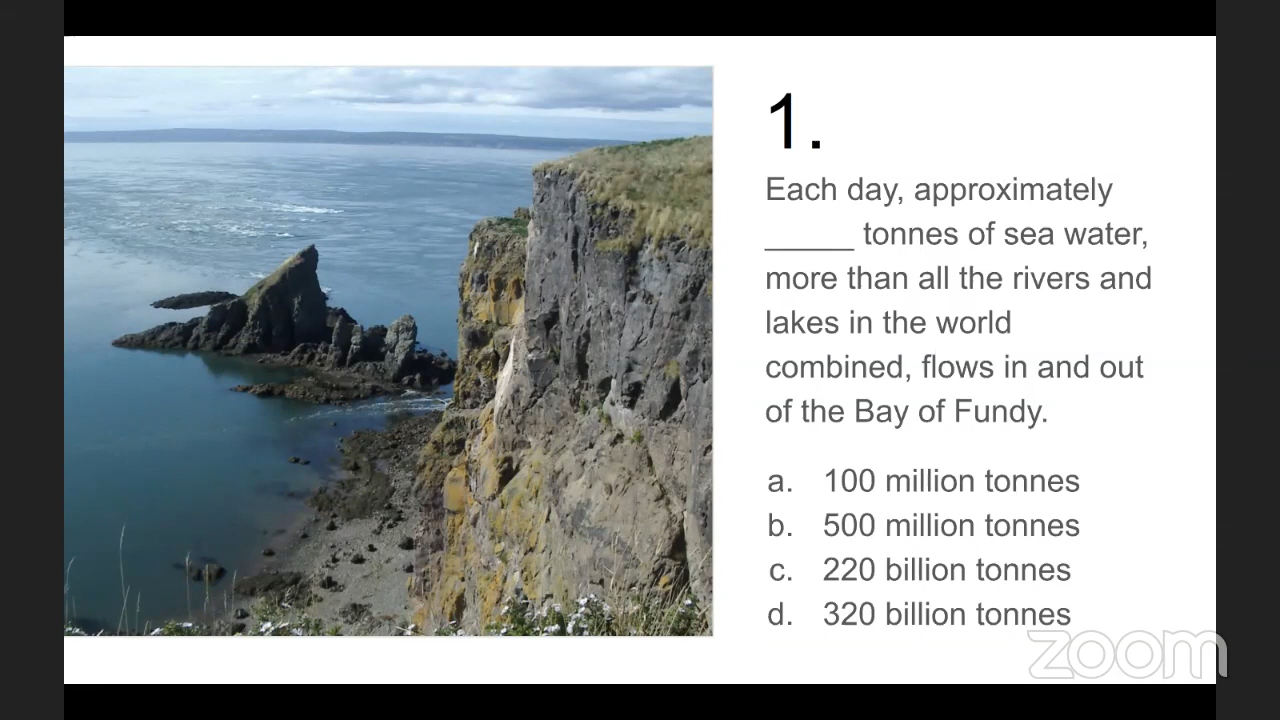 1.
Each day, approximately
_____ tonnes of sea water,
more than all the rivers and
lakes in the world
combined, flows in and out
of the Bay of Fundy.
a. 100 million tonnes
b. 500 million tonnes
c. 220 billion tonnes
d. 320 billion tonnes
zoom